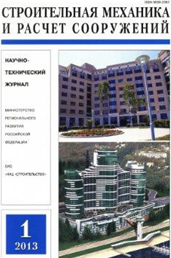 СТРОИТЕЛЬНАЯ МЕХАНИКА
И РАСЧЕТ СООРУЖЕНИЙ
НАУЧНО-
ТЕХНИЧЕСКИЙ
ЖУРНАЛ
МИНИСТЕРСТВО
РЕГИОНАЛЬНОГО
РАЗВИТИЯ
РОССИЙСКОЙ
ФЕДЕРАЦИИ
ОАО
«НИЦ «СТРОИТЕЛЬСТВО»
1
2013